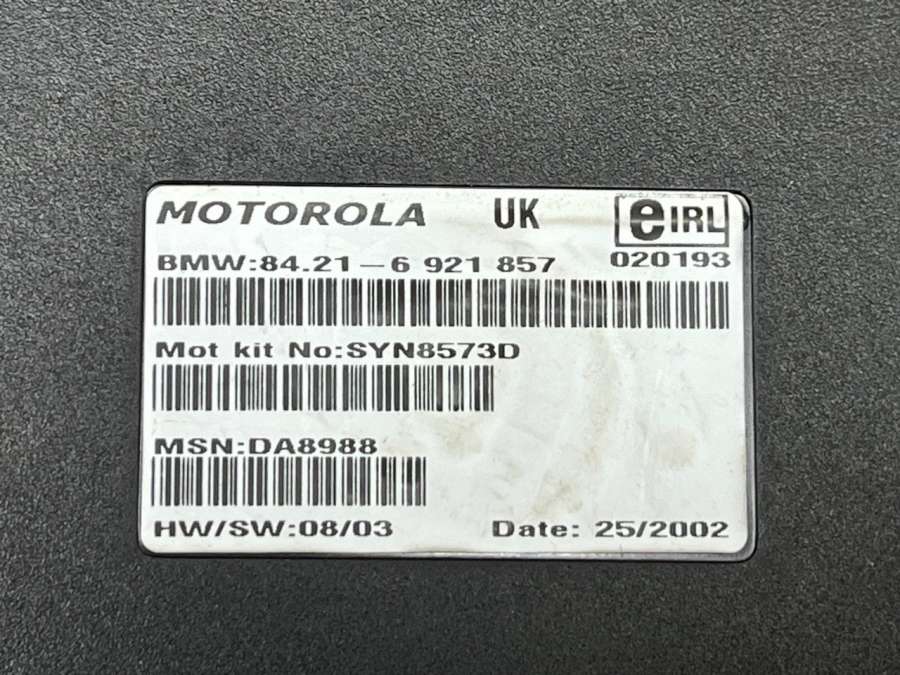 MOTOROLA UK e IRL
BMW:84.21-6 921 857 020193
Mot kit No:SYN8573D
MSN:DA8988
HW/SW:08/03 Date: 25/2002